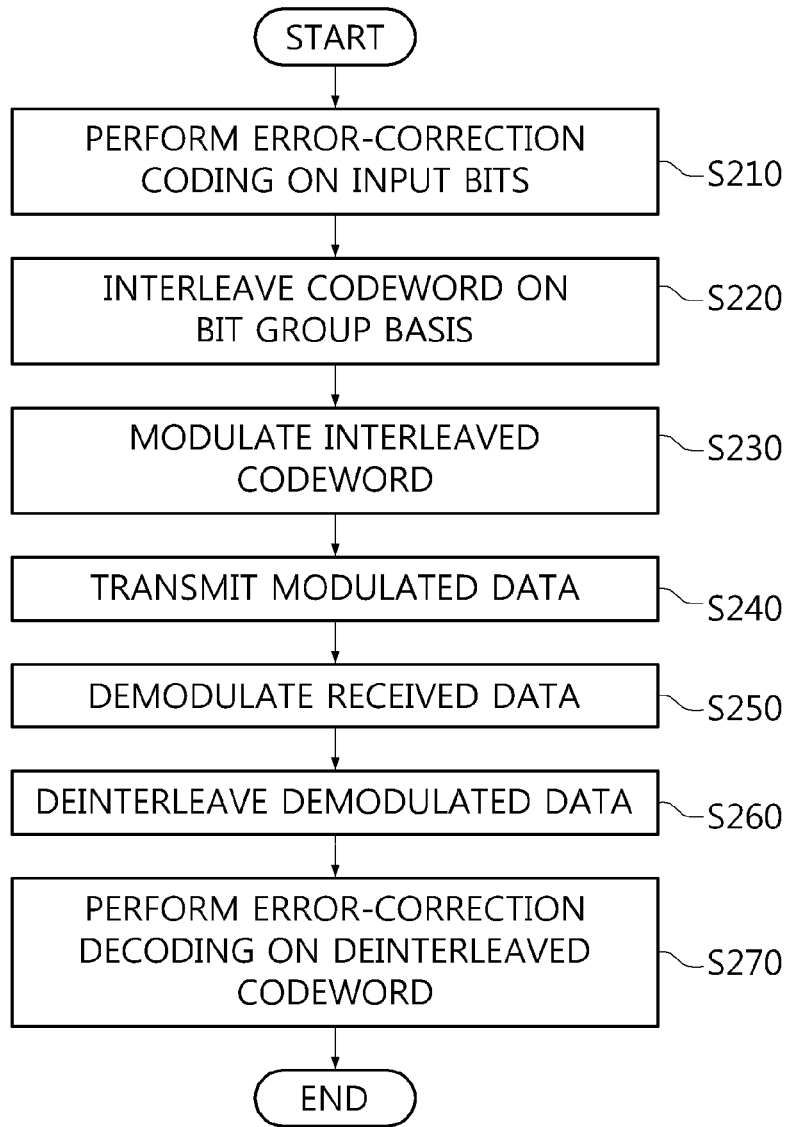 START
PERFORM ERROR-CORRECTION
CODING ON INPUT BITS
S210
INTERLEAVE CODEWORD ON
BIT GROUP BASIS
S220
MODULATE INTERLEAVED
CODEWORD
S230
TRANSMIT MODULATED DATA
S240
DEMODULATE RECEIVED DATA
S250
DEINTERLEAVE DEMODULATED DATA
S260
PERFORM ERROR-CORRECTION
DECODING ON DEINTERLEAVED
CODEWORD
S270
END